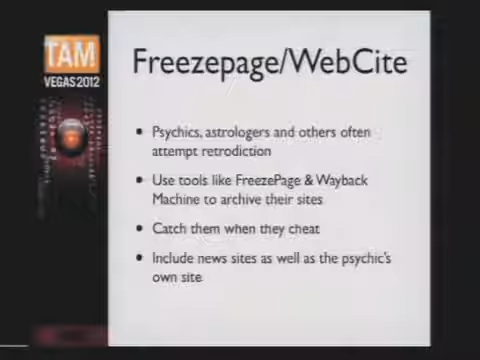 TAM
VEGAS 2012
Freezepage/WebCite
• Psychics, astrologers and others often
attempt retrodiction
• Use tools like FreezePage & Wayback
Machine to archive their sites
• Catch them when they cheat
• Include news sites as well as the psychic's
own site